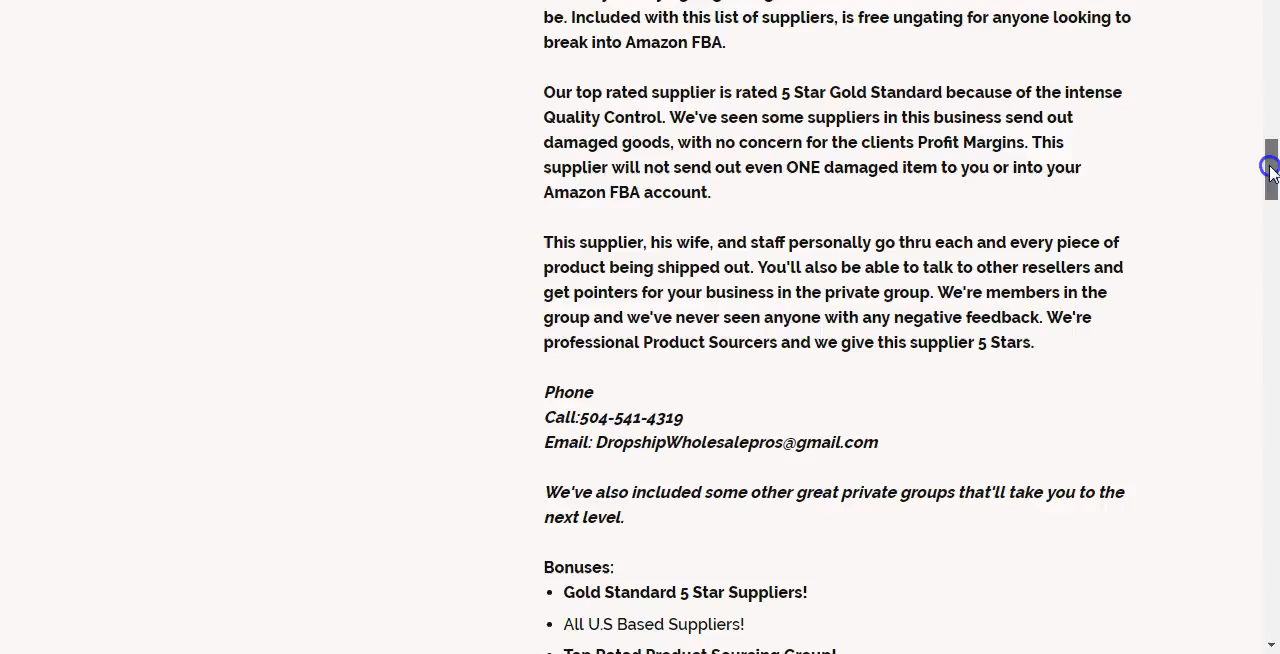 be. Included with this list of suppliers, is free ungating for anyone looking to
break into Amazon FBA.
Our top rated supplier is rated 5 Star Gold Standard because of the intense
Quality Control. We've seen some suppliers in this business send out
damaged goods, with no concern for the clients Profit Margins. This
supplier will not send out even ONE damaged item to you or into your
Amazon FBA account.
This supplier, his wife, and staff personally go thru each and every piece of
product being shipped out. You'll also be able to talk to other resellers and
get pointers for your business in the private group. We're members in the
group and we've never seen anyone with any negative feedback. We're
professional Product Sourcers and we give this supplier 5 Stars.
Phone
Call:504-541-4319
Email: DropshipWholesalepros@gmail.com
We've also included some other great private groups that'll take you to the
next level.
Bonuses:
• Gold Standard 5 Star Suppliers!
• All U.S Based Suppliers!
• Top Rated Product Sourcing Group!